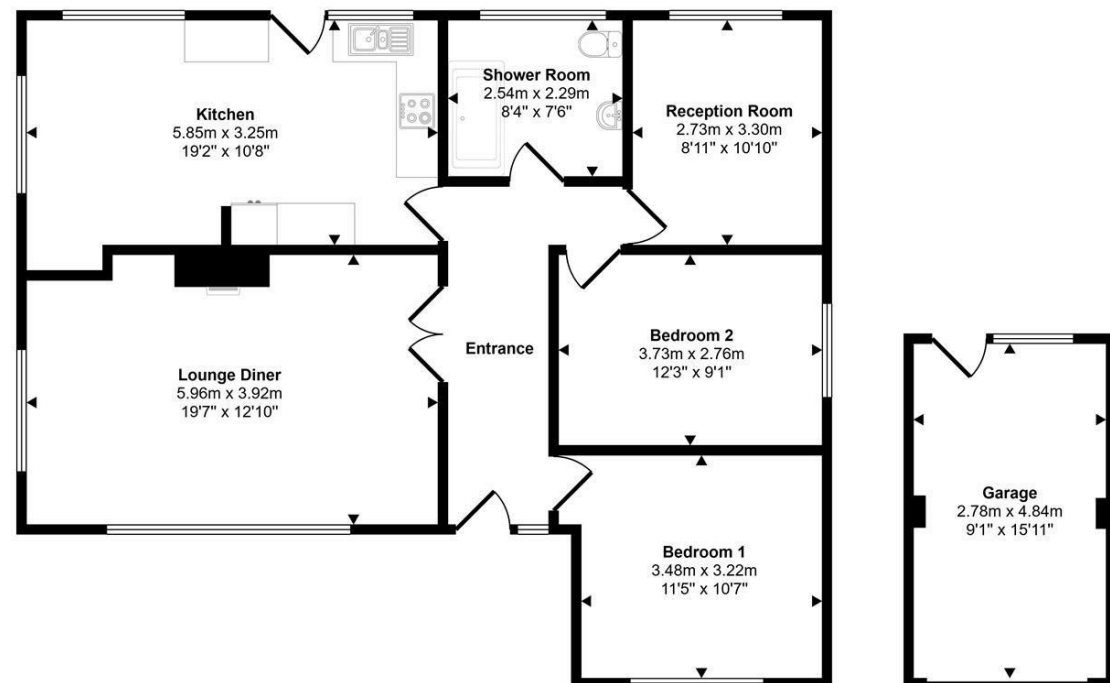 Kitchen
5.85m x 3.25m
19'2" x 10'8"
Shower Room
2.54m x 2.29m
8'4" x 7'6"
Reception Room
2.73m x 3.30m
8'11" x 10'10"
Lounge Diner
5.96m x 3.92m
19'7" x 12'10"
Entrance
Bedroom 2
3.73m x 2.76m
12'3" x 9'1"
Bedroom 1
3.48m x 3.22m
11'5" x 10'7"
Garage
2.78m x 4.84m
9'1" x 15'11"